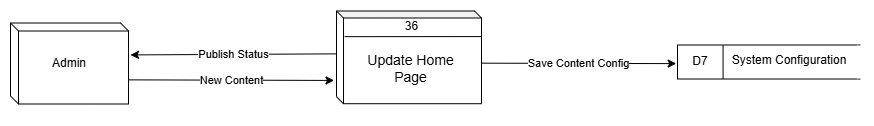 36
Admin
Publish Status
New Content
Update Home
Page
Save Content Config
D7
System Configuration